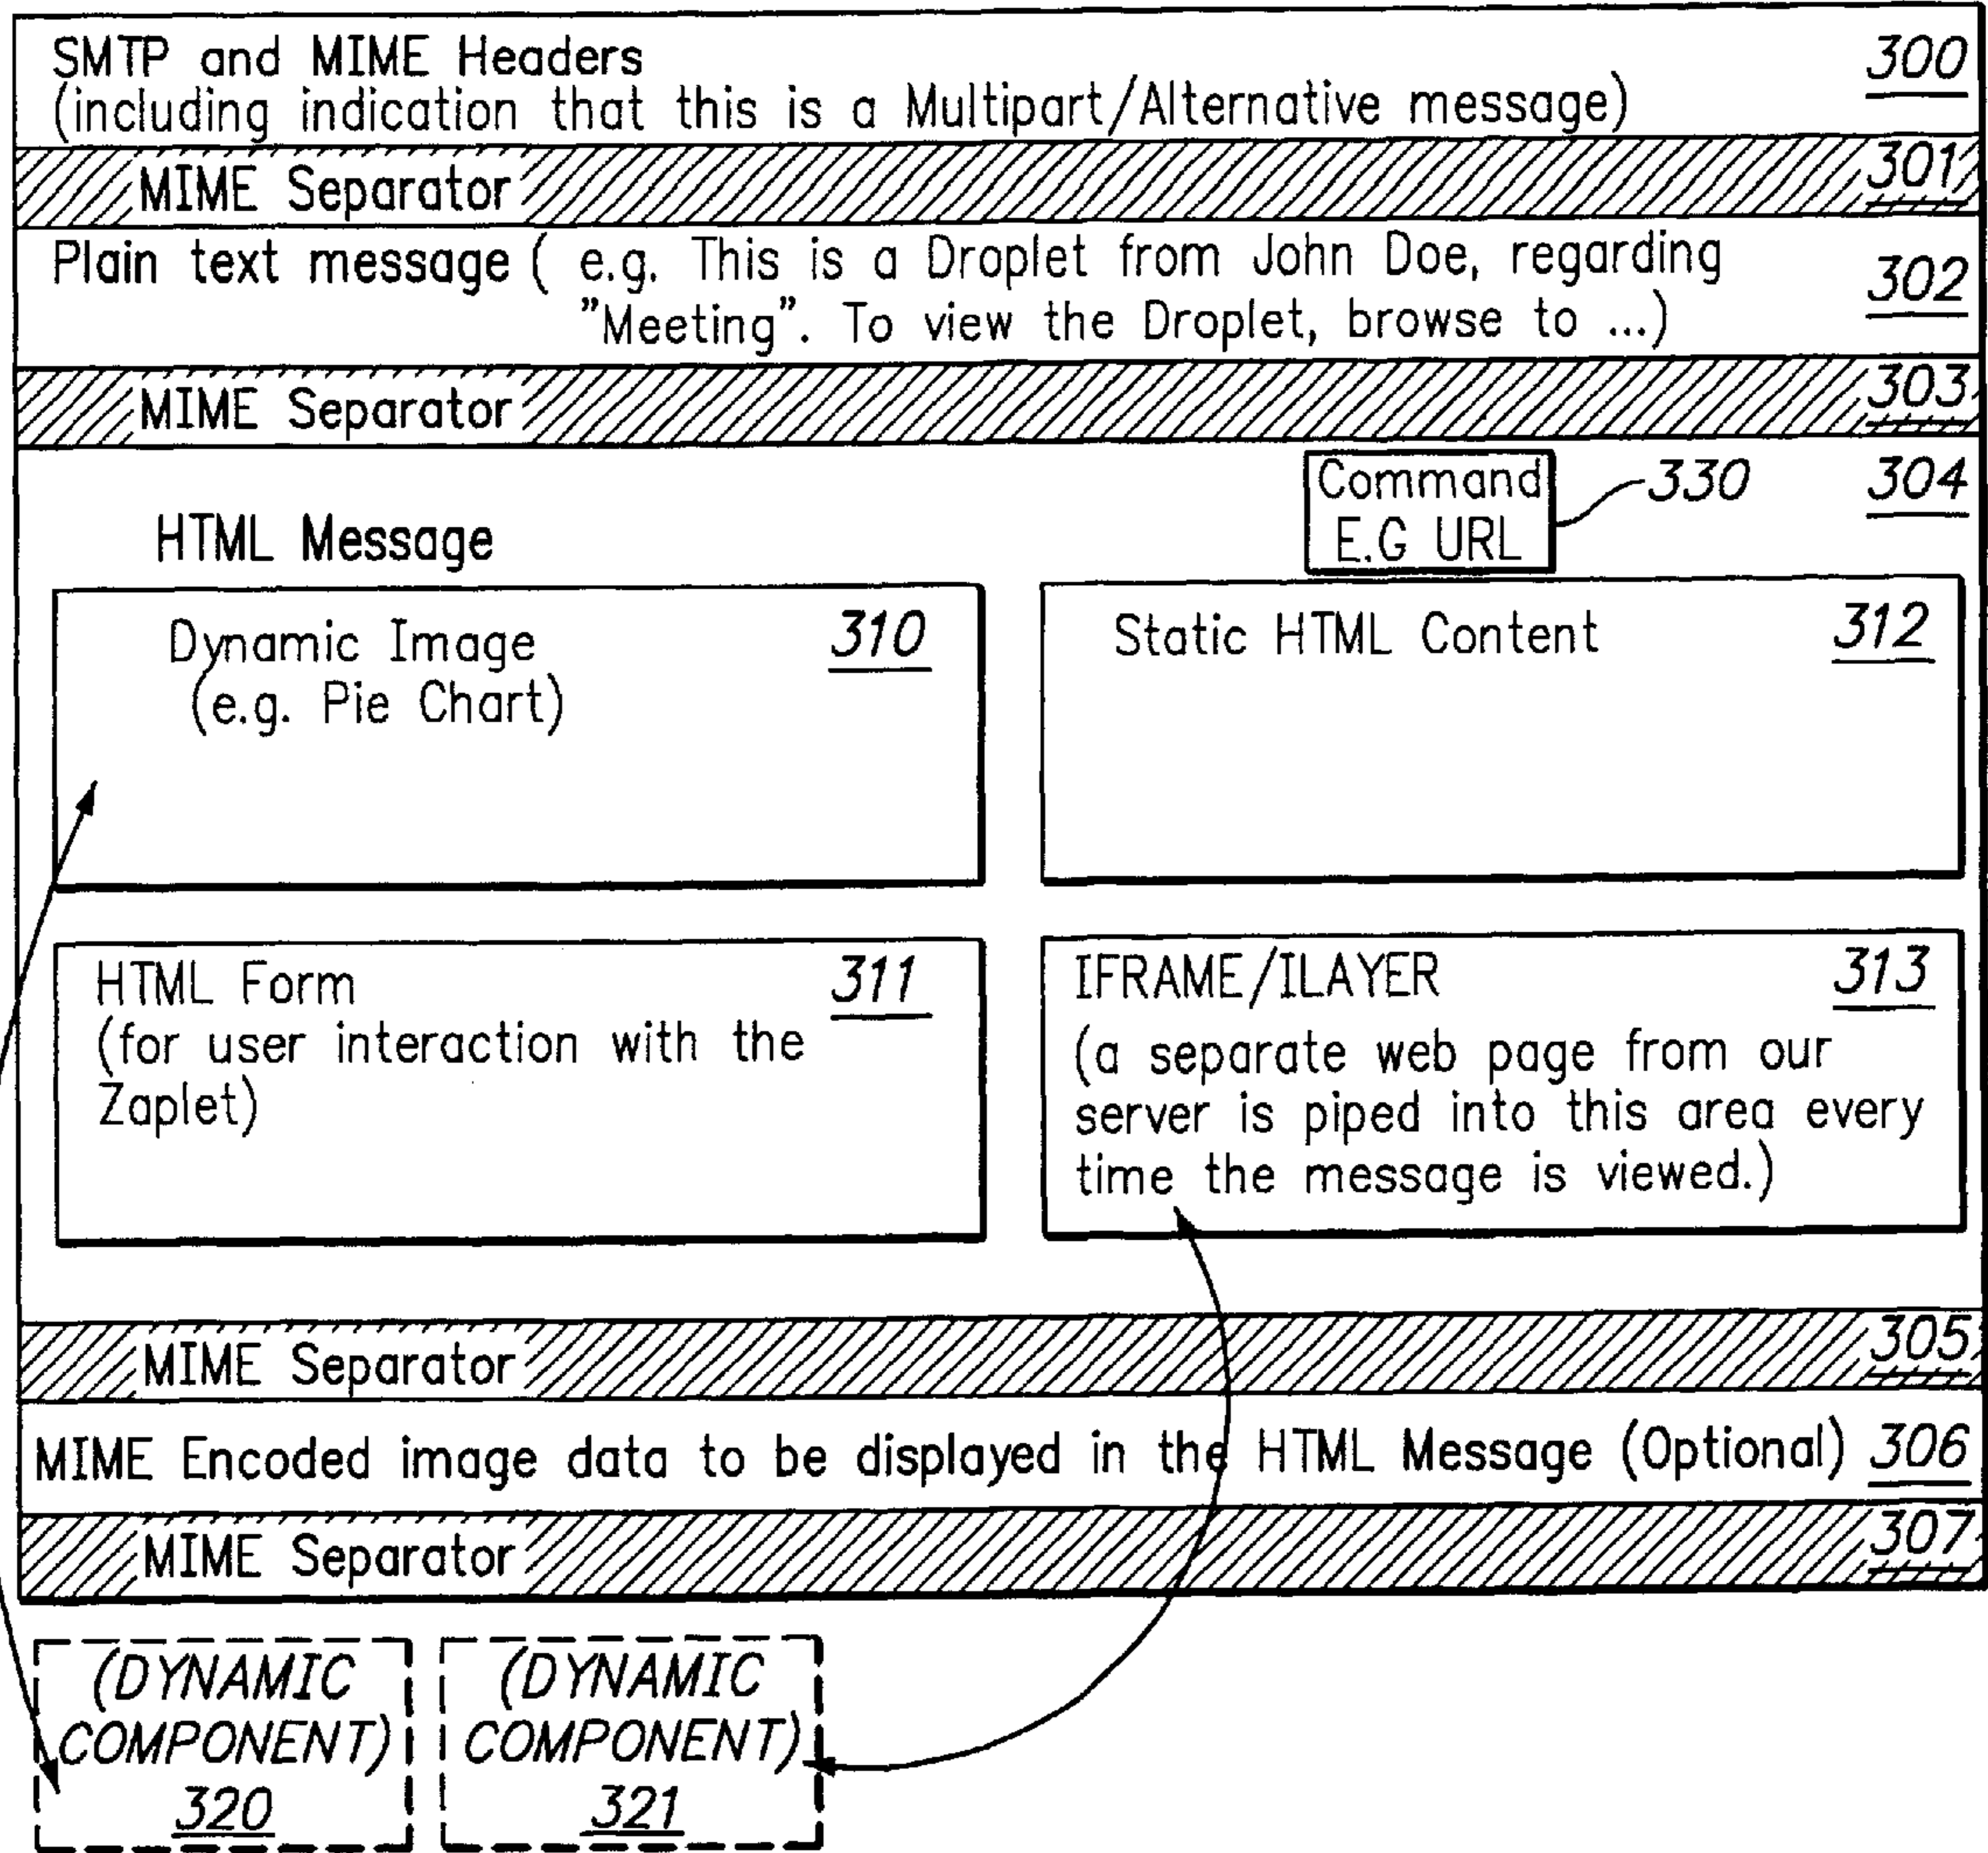 SMTP and MIME Headers
(including indication that this is a Multipart/Alternative message)
300
MIME Separator
301
Plain text message ( e.g. This is a Droplet from John Doe, regarding
"Meeting". To view the Droplet, browse to ...)
302
MIME Separator
303
Command
E.G URL
330
304
HTML Message
Dynamic Image
(e.g. Pie Chart)
310
Static HTML Content
312
HTML Form
(for user interaction with the
Zaplet)
311
IFRAME/ILAYER
(a separate web page from our
server is piped into this area every
time the message is viewed.)
313
MIME Separator
305
MIME Encoded image data to be displayed in the HTML Message (Optional)
306
MIME Separator
307
(DYNAMIC
COMPONENT)
320
(DYNAMIC
COMPONENT)
321